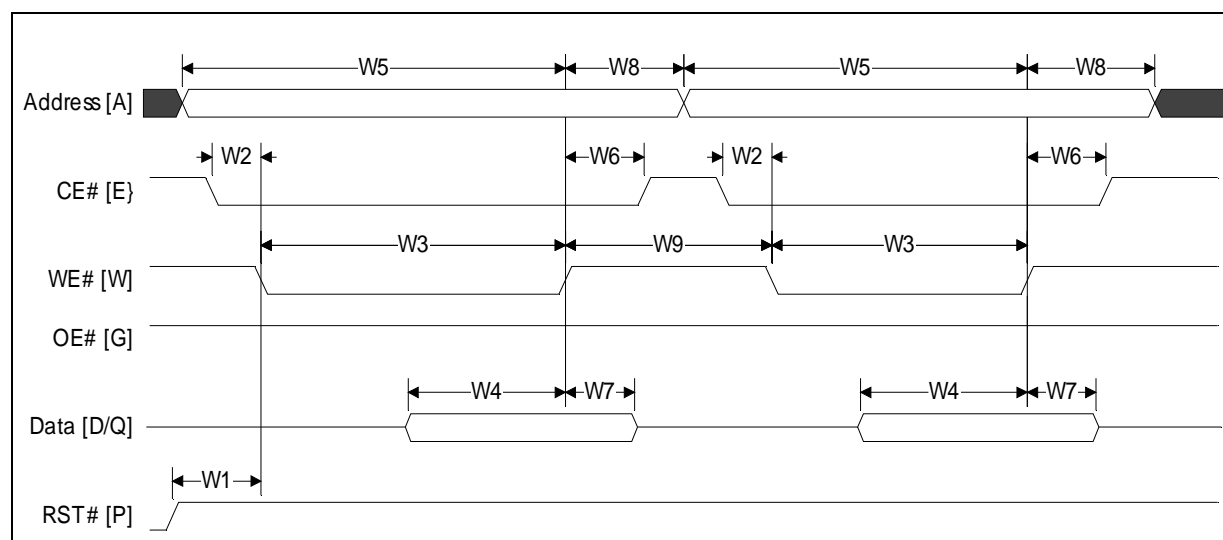 W5 W8 W5 W8
Address [A]
W2 W6 W2 W6
CE# [E}
W3 W9 W3
WE# [W]
OE# [G]
W4 W7 W4 W7
Data [D/Q]
W1
RST# [P]